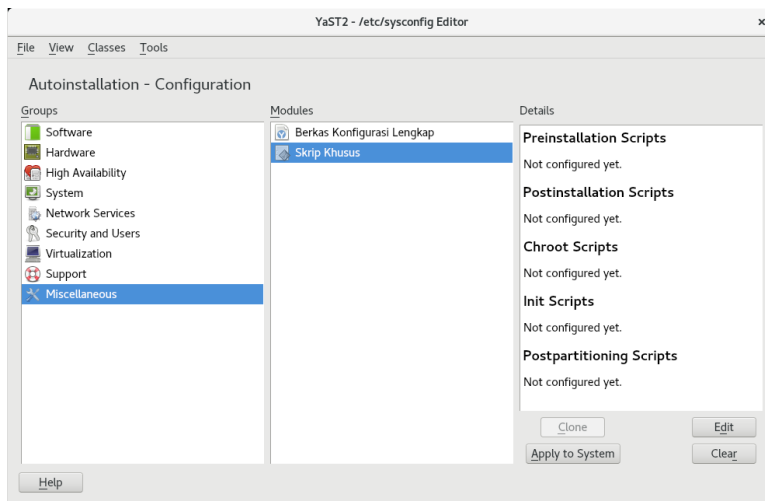 YaST2 - /etc/sysconfig Editor
×
File View Classes Tools
Autoinstallation - Configuration
Groups
Software
Hardware
High Availability
System
Network Services
Security and Users
Virtualization
Support
Miscellaneous
Modules
Berkas Konfigurasi Lengkap
Skrip Khusus
Details
Preinstallation Scripts
Not configured yet.
Postinstallation Scripts
Not configured yet.
Chroot Scripts
Not configured yet.
Init Scripts
Not configured yet.
Postpartitioning Scripts
Not configured yet.
Clone Edit
Apply to System Clear
Help